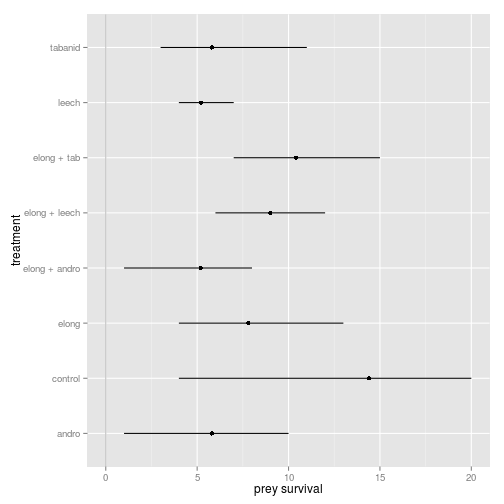 tabanid
leech
elong + tab
elong + leech
elong + andro
elong
control
andro
treatment
0 5 10 15 20
prey survival